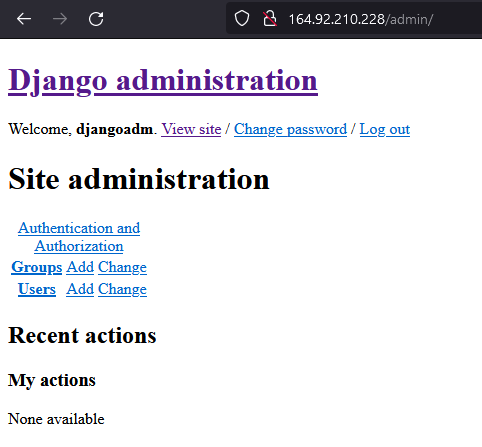 164.92.210.228/admin/
Django administration
Welcome, djangoadm. View site / Change password / Log out
Site administration
Authentication and
Authorization
Groups Add Change
Users Add Change
Recent actions
My actions
None available